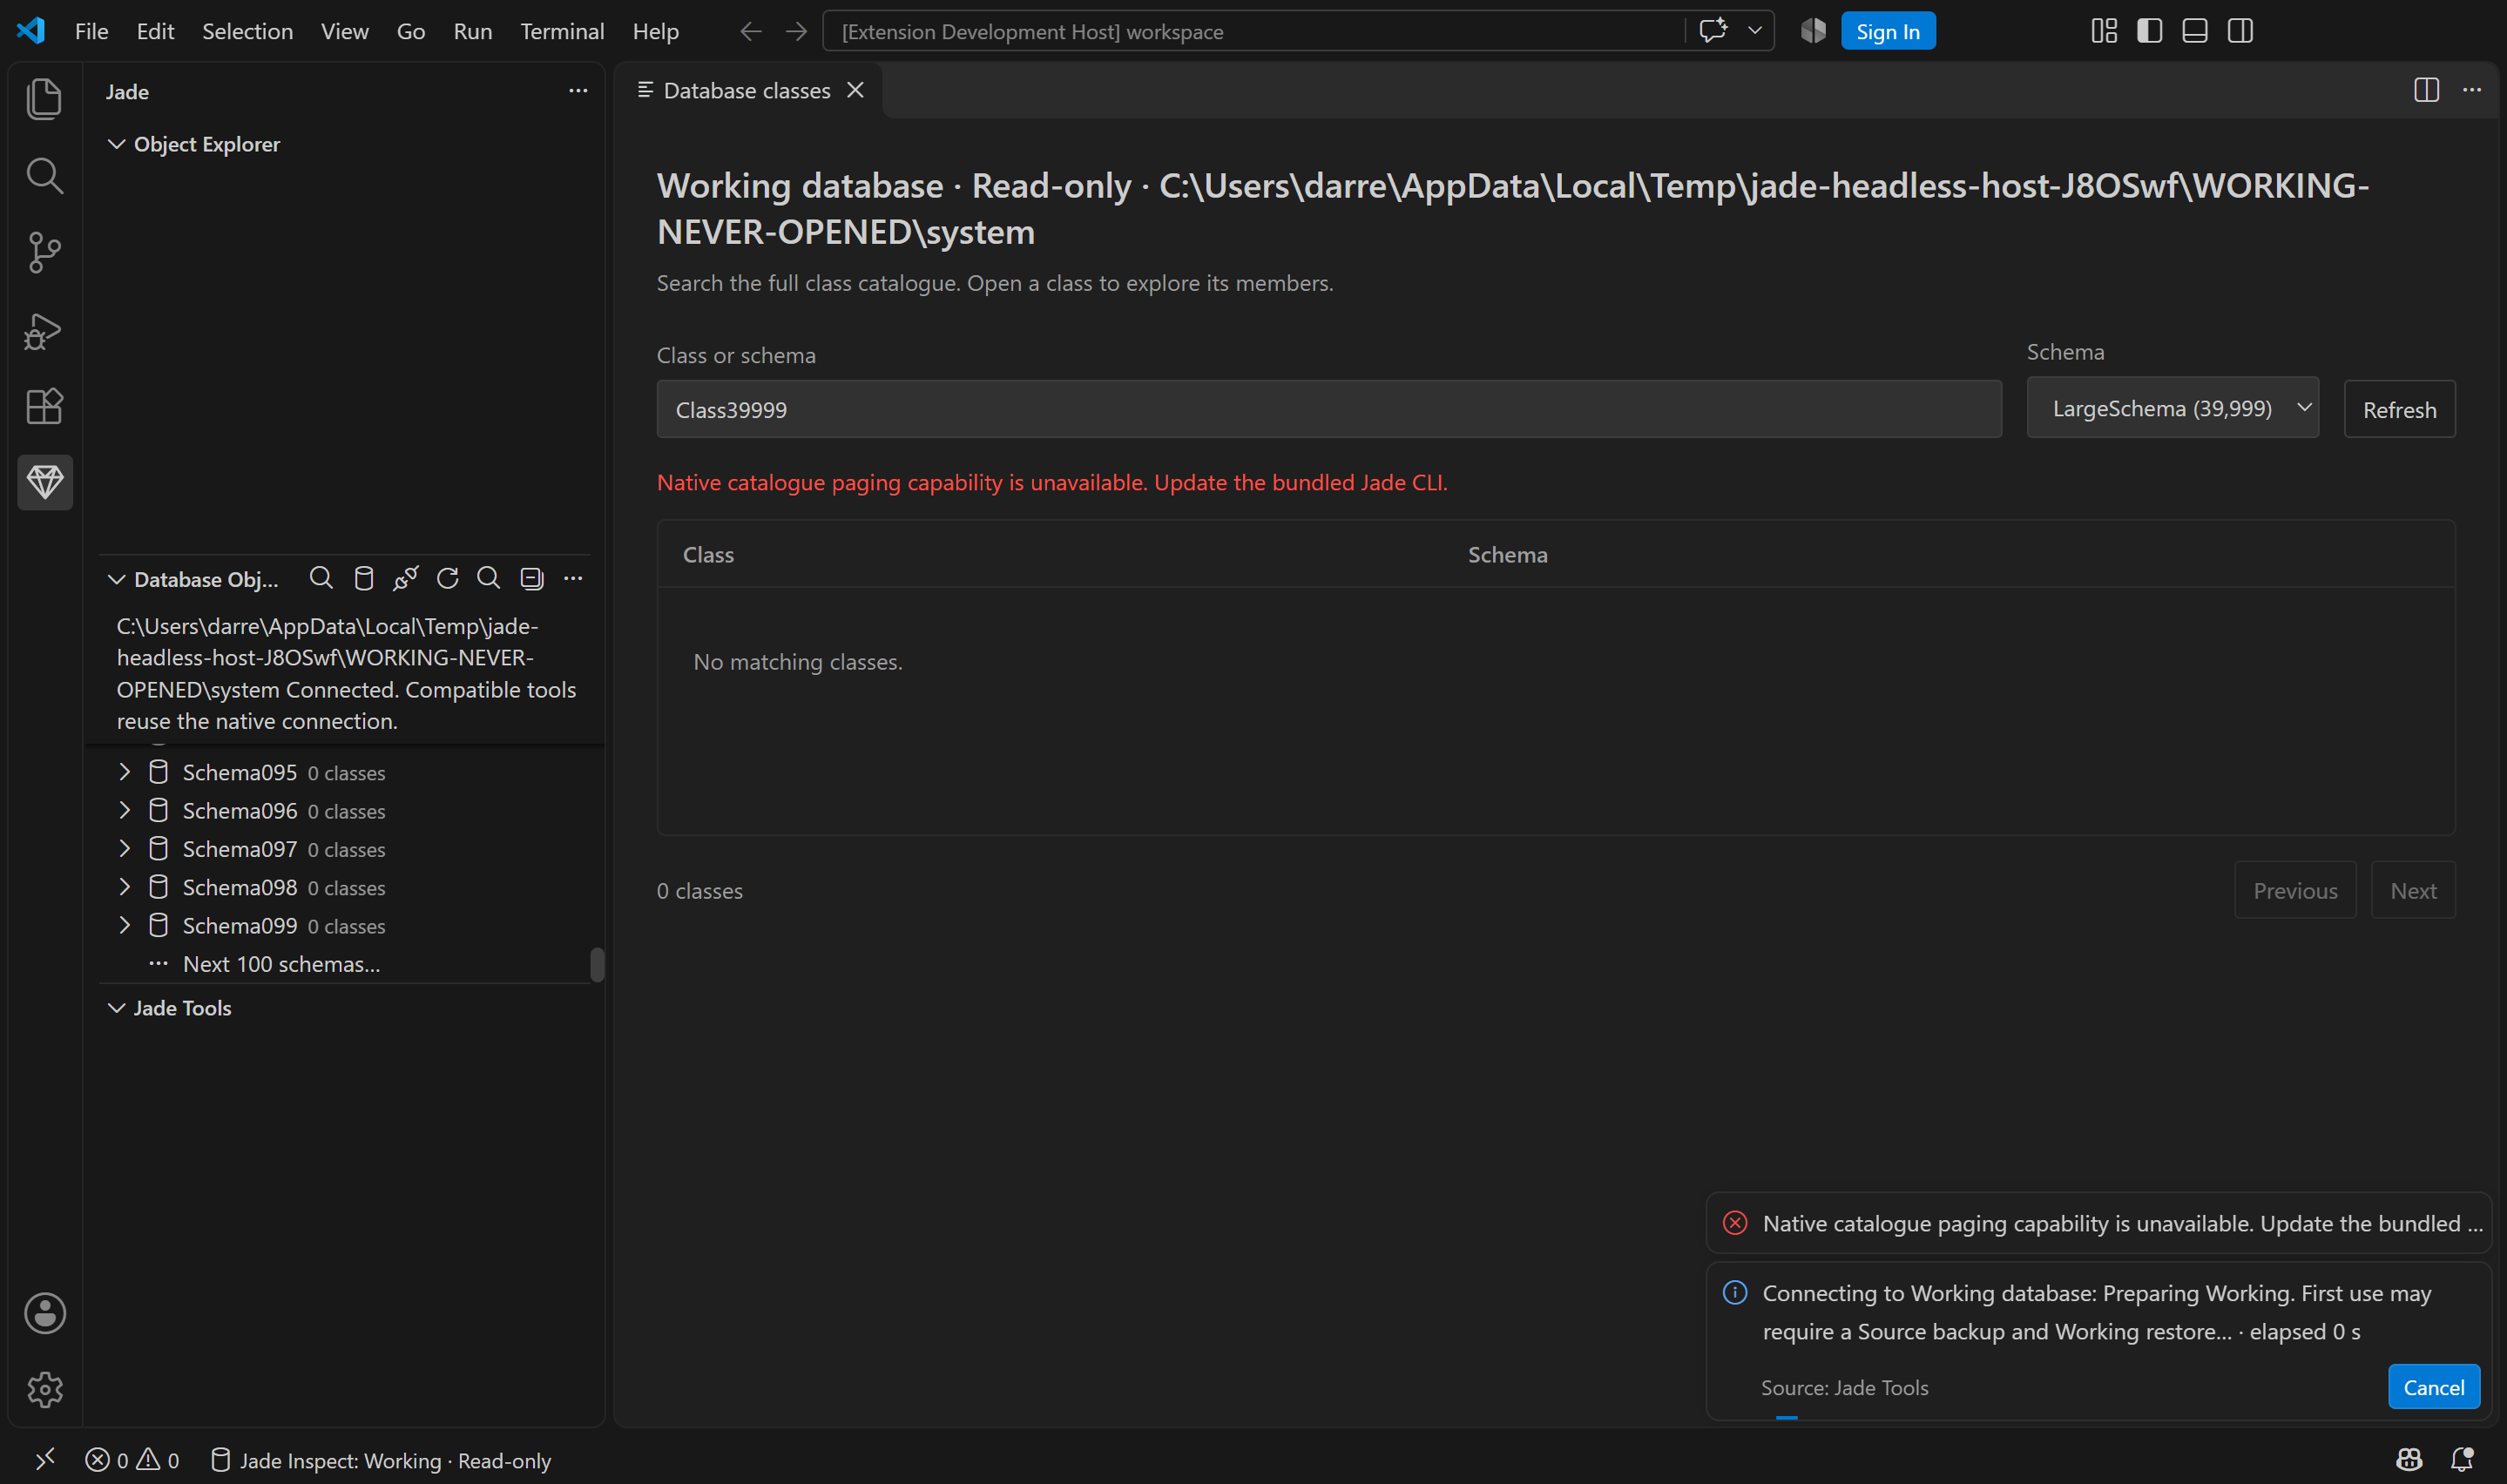 File Edit Selection View Go Run Terminal Help
[Extension Development Host] workspace
Sign In
Jade
Object Explorer
Database Obj...
C:\Users\darre\AppData\Local\Temp\jade-
headless-host-J8OSwf\WORKING-NEVER-
OPENED\system Connected. Compatible tools
reuse the native connection.
Schema095 0 classes
Schema096 0 classes
Schema097 0 classes
Schema098 0 classes
Schema099 0 classes
Next 100 schemas...
Jade Tools
Database classes
Working database · Read-only · C:\Users\darre\AppData\Local\Temp\jade-headless-host-J8OSwf\WORKING-
NEVER-OPENED\system
Search the full class catalogue. Open a class to explore its members.
Class or schema
Schema
Class39999
LargeSchema (39,999)
Refresh
Native catalogue paging capability is unavailable. Update the bundled Jade CLI.
Class Schema
No matching classes.
0 classes
Previous Next
Native catalogue paging capability is unavailable. Update the bundled ...
Connecting to Working database: Preparing Working. First use may
require a Source backup and Working restore... · elapsed 0 s
Source: Jade Tools
Cancel
0 0 Jade Inspect: Working · Read-only